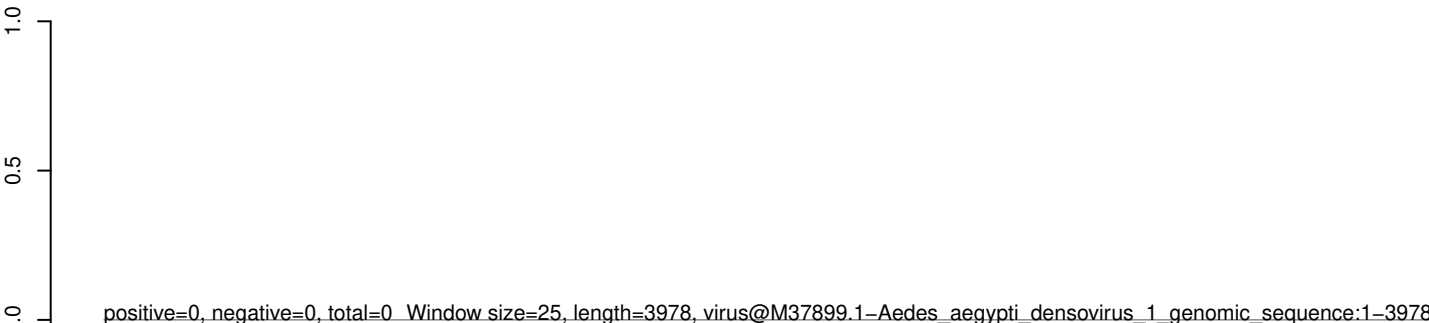 1.0
0.5
.0
positive=0, negative=0, total=0 Window size=25, length=3978, virus@M37899.1−Aedes_aegypti_densovirus_1_genomic_sequence:1−3978